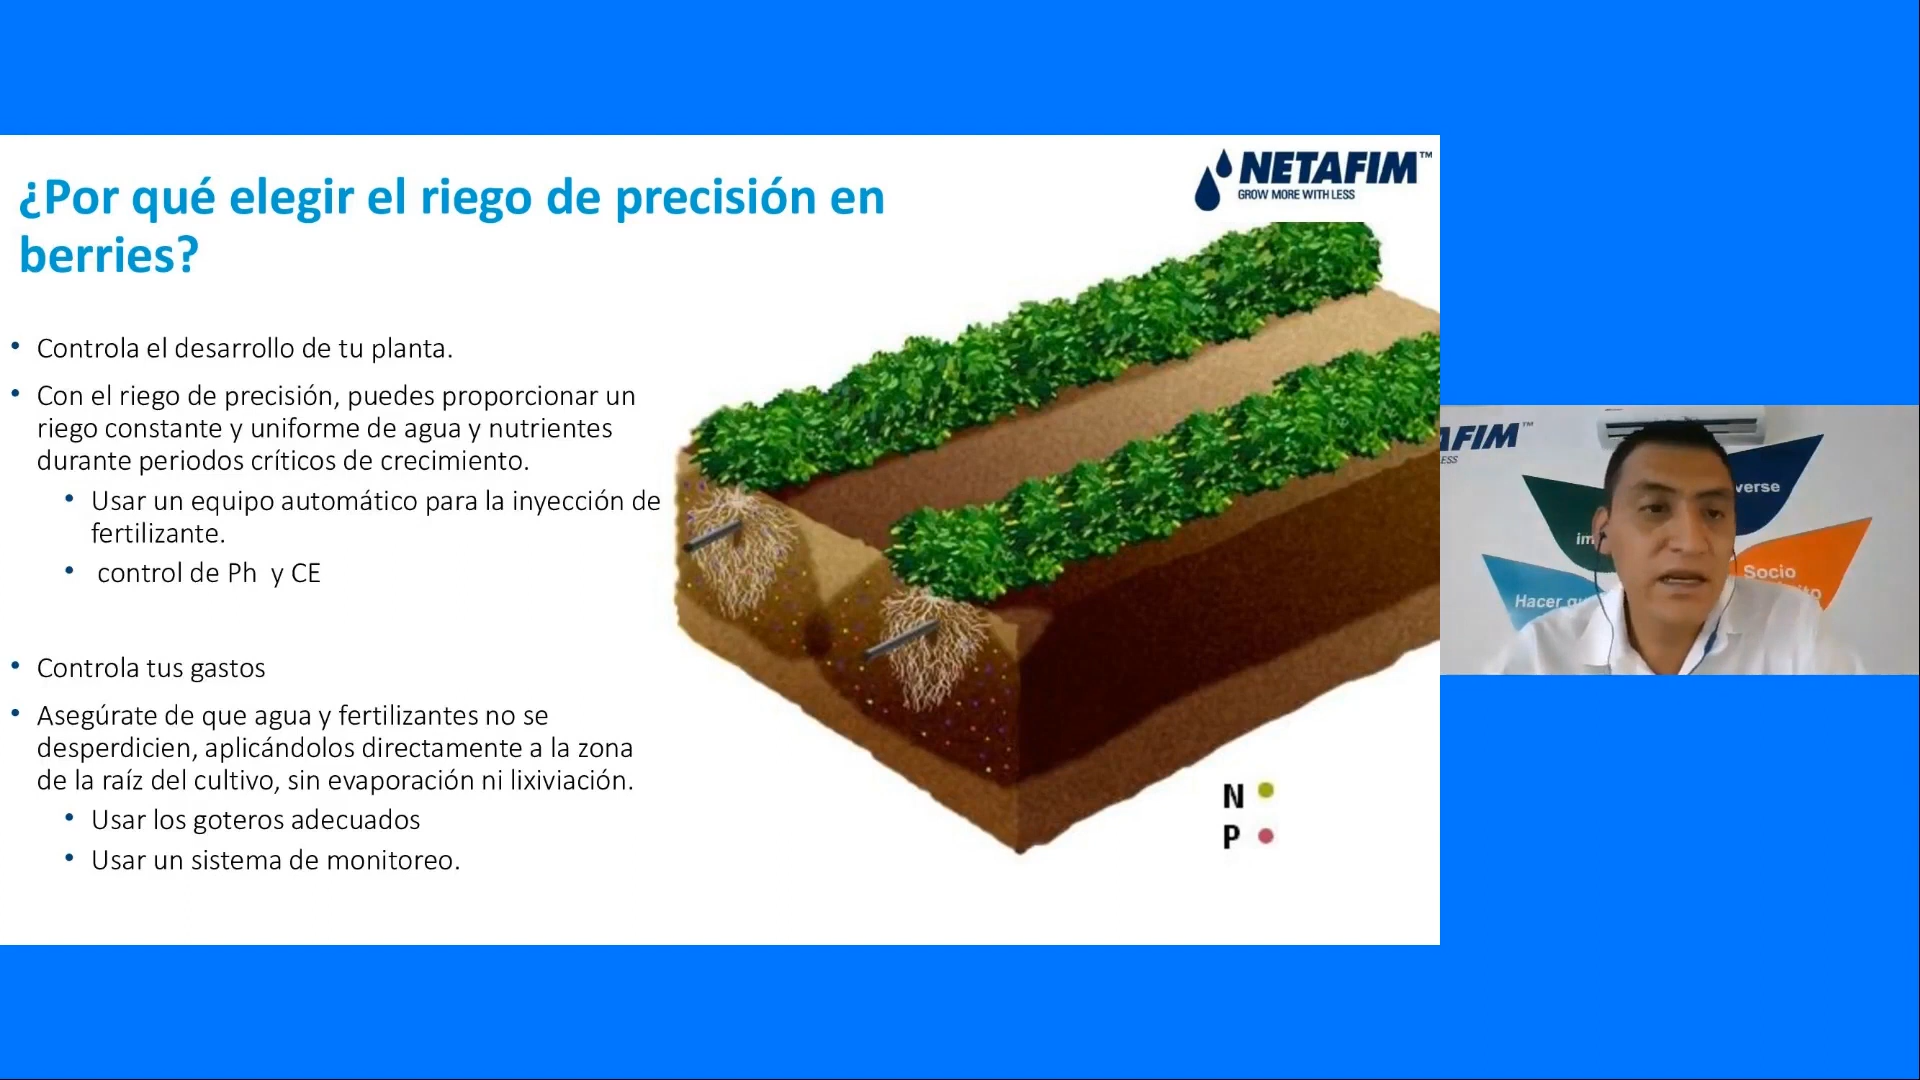 ¿Por qué elegir el riego de precisión en
berries?
NETAFIM™
GROW MORE WITH LESS
• Controla el desarrollo de tu planta.
• Con el riego de precisión, puedes proporcionar un
riego constante y uniforme de agua y nutrientes
durante periodos críticos de crecimiento.
• Usar un equipo automático para la inyección de
fertilizante.
• control de Ph y CE
• Controla tus gastos
• Asegúrate de que agua y fertilizantes no se
desperdicien, aplicándolos directamente a la zona
de la raíz del cultivo, sin evaporación ni lixiviación.
• Usar los goteros adecuados
• Usar un sistema de monitoreo.
N
P
AFIM™
ESS
verse
im
Socio
Hacer